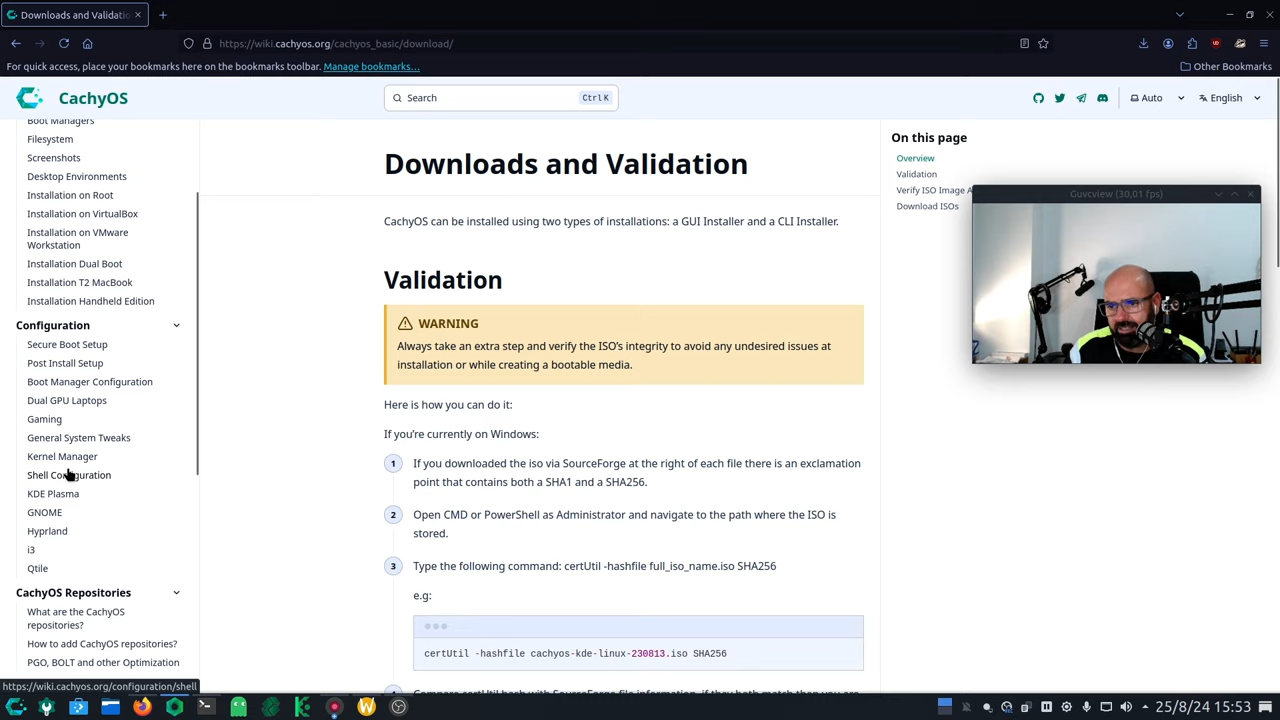 Downloads and Validatio
https://wiki.cachyos.org/cachyos_basic/download/
For quick access, place your bookmarks here on the bookmarks toolbar. Manage bookmarks…
Other Bookmarks
CachyOS
Search
Ctrl K
Auto
English
Boot Managers
Filesystem
Screenshots
Desktop Environments
Installation on Root
Installation on VirtualBox
Installation on VMware
Workstation
Installation Dual Boot
Installation T2 MacBook
Installation Handheld Edition
Configuration
Secure Boot Setup
Post Install Setup
Boot Manager Configuration
Dual GPU Laptops
Gaming
General System Tweaks
Kernel Manager
Shell Configuration
KDE Plasma
GNOME
Hyprland
i3
Qtile
CachyOS Repositories
What are the CachyOS
repositories?
How to add CachyOS repositories?
PGO, BOLT and other Optimization
https://wiki.cachyos.org/configuration/shell
Downloads and Validation
CachyOS can be installed using two types of installations: a GUI Installer and a CLI Installer.
Validation
WARNING
Always take an extra step and verify the ISO's integrity to avoid any undesired issues at
installation or while creating a bootable media.
Here is how you can do it:
If you're currently on Windows:
1 If you downloaded the iso via SourceForge at the right of each file there is an exclamation
point that contains both a SHA1 and a SHA256.
2 Open CMD or PowerShell as Administrator and navigate to the path where the ISO is
stored.
3 Type the following command: certUtil -hashfile full_iso_name.iso SHA256
e.g:
certUtil -hashfile cachyos-kde-linux-230813.iso SHA256
On this page
Overview
Validation
Verify ISO Image A
Download ISOs
Guvcview (30,01 fps)
25/8/24 15:53